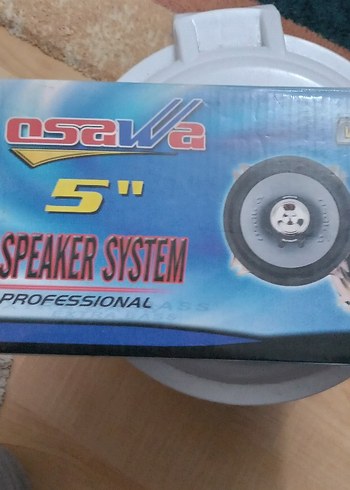 osawa
5"
SPEAKER SYSTEM
PROFESSIONAL